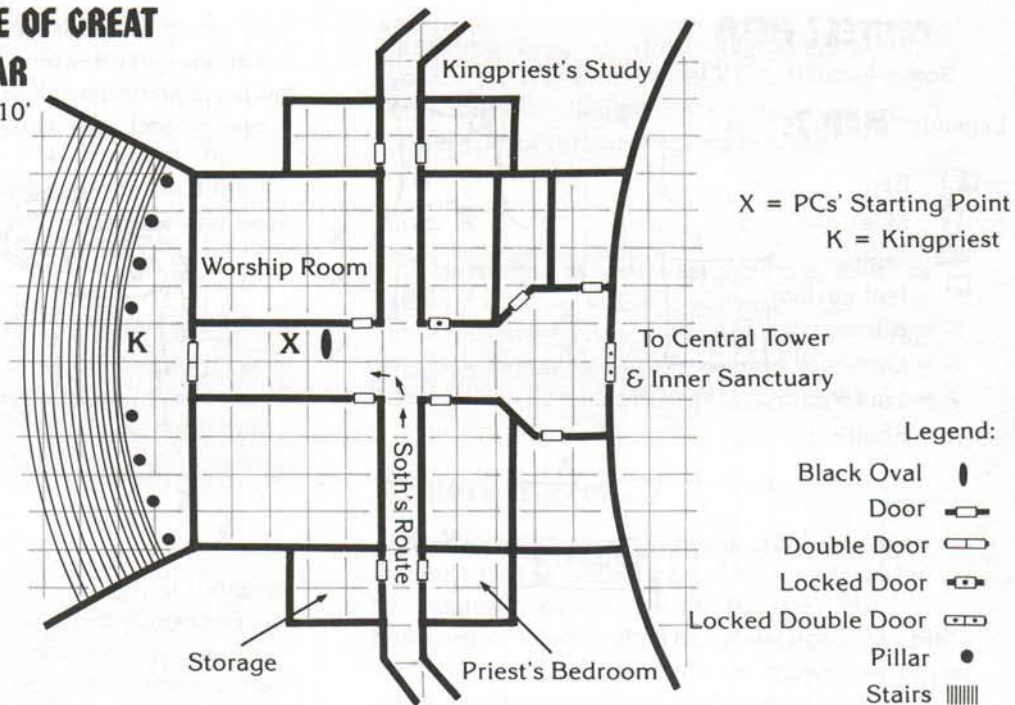 E OF GREAT
AR
10'
Kingpriest's Study
X = PCs' Starting Point
K = Kingpriest
Worship Room
K
X
To Central Tower
& Inner Sanctuary
Soth's Route
Legend:
Black Oval
Door
Double Door
Locked Door
Locked Double Door
Pillar
Stairs
Storage
Priest's Bedroom